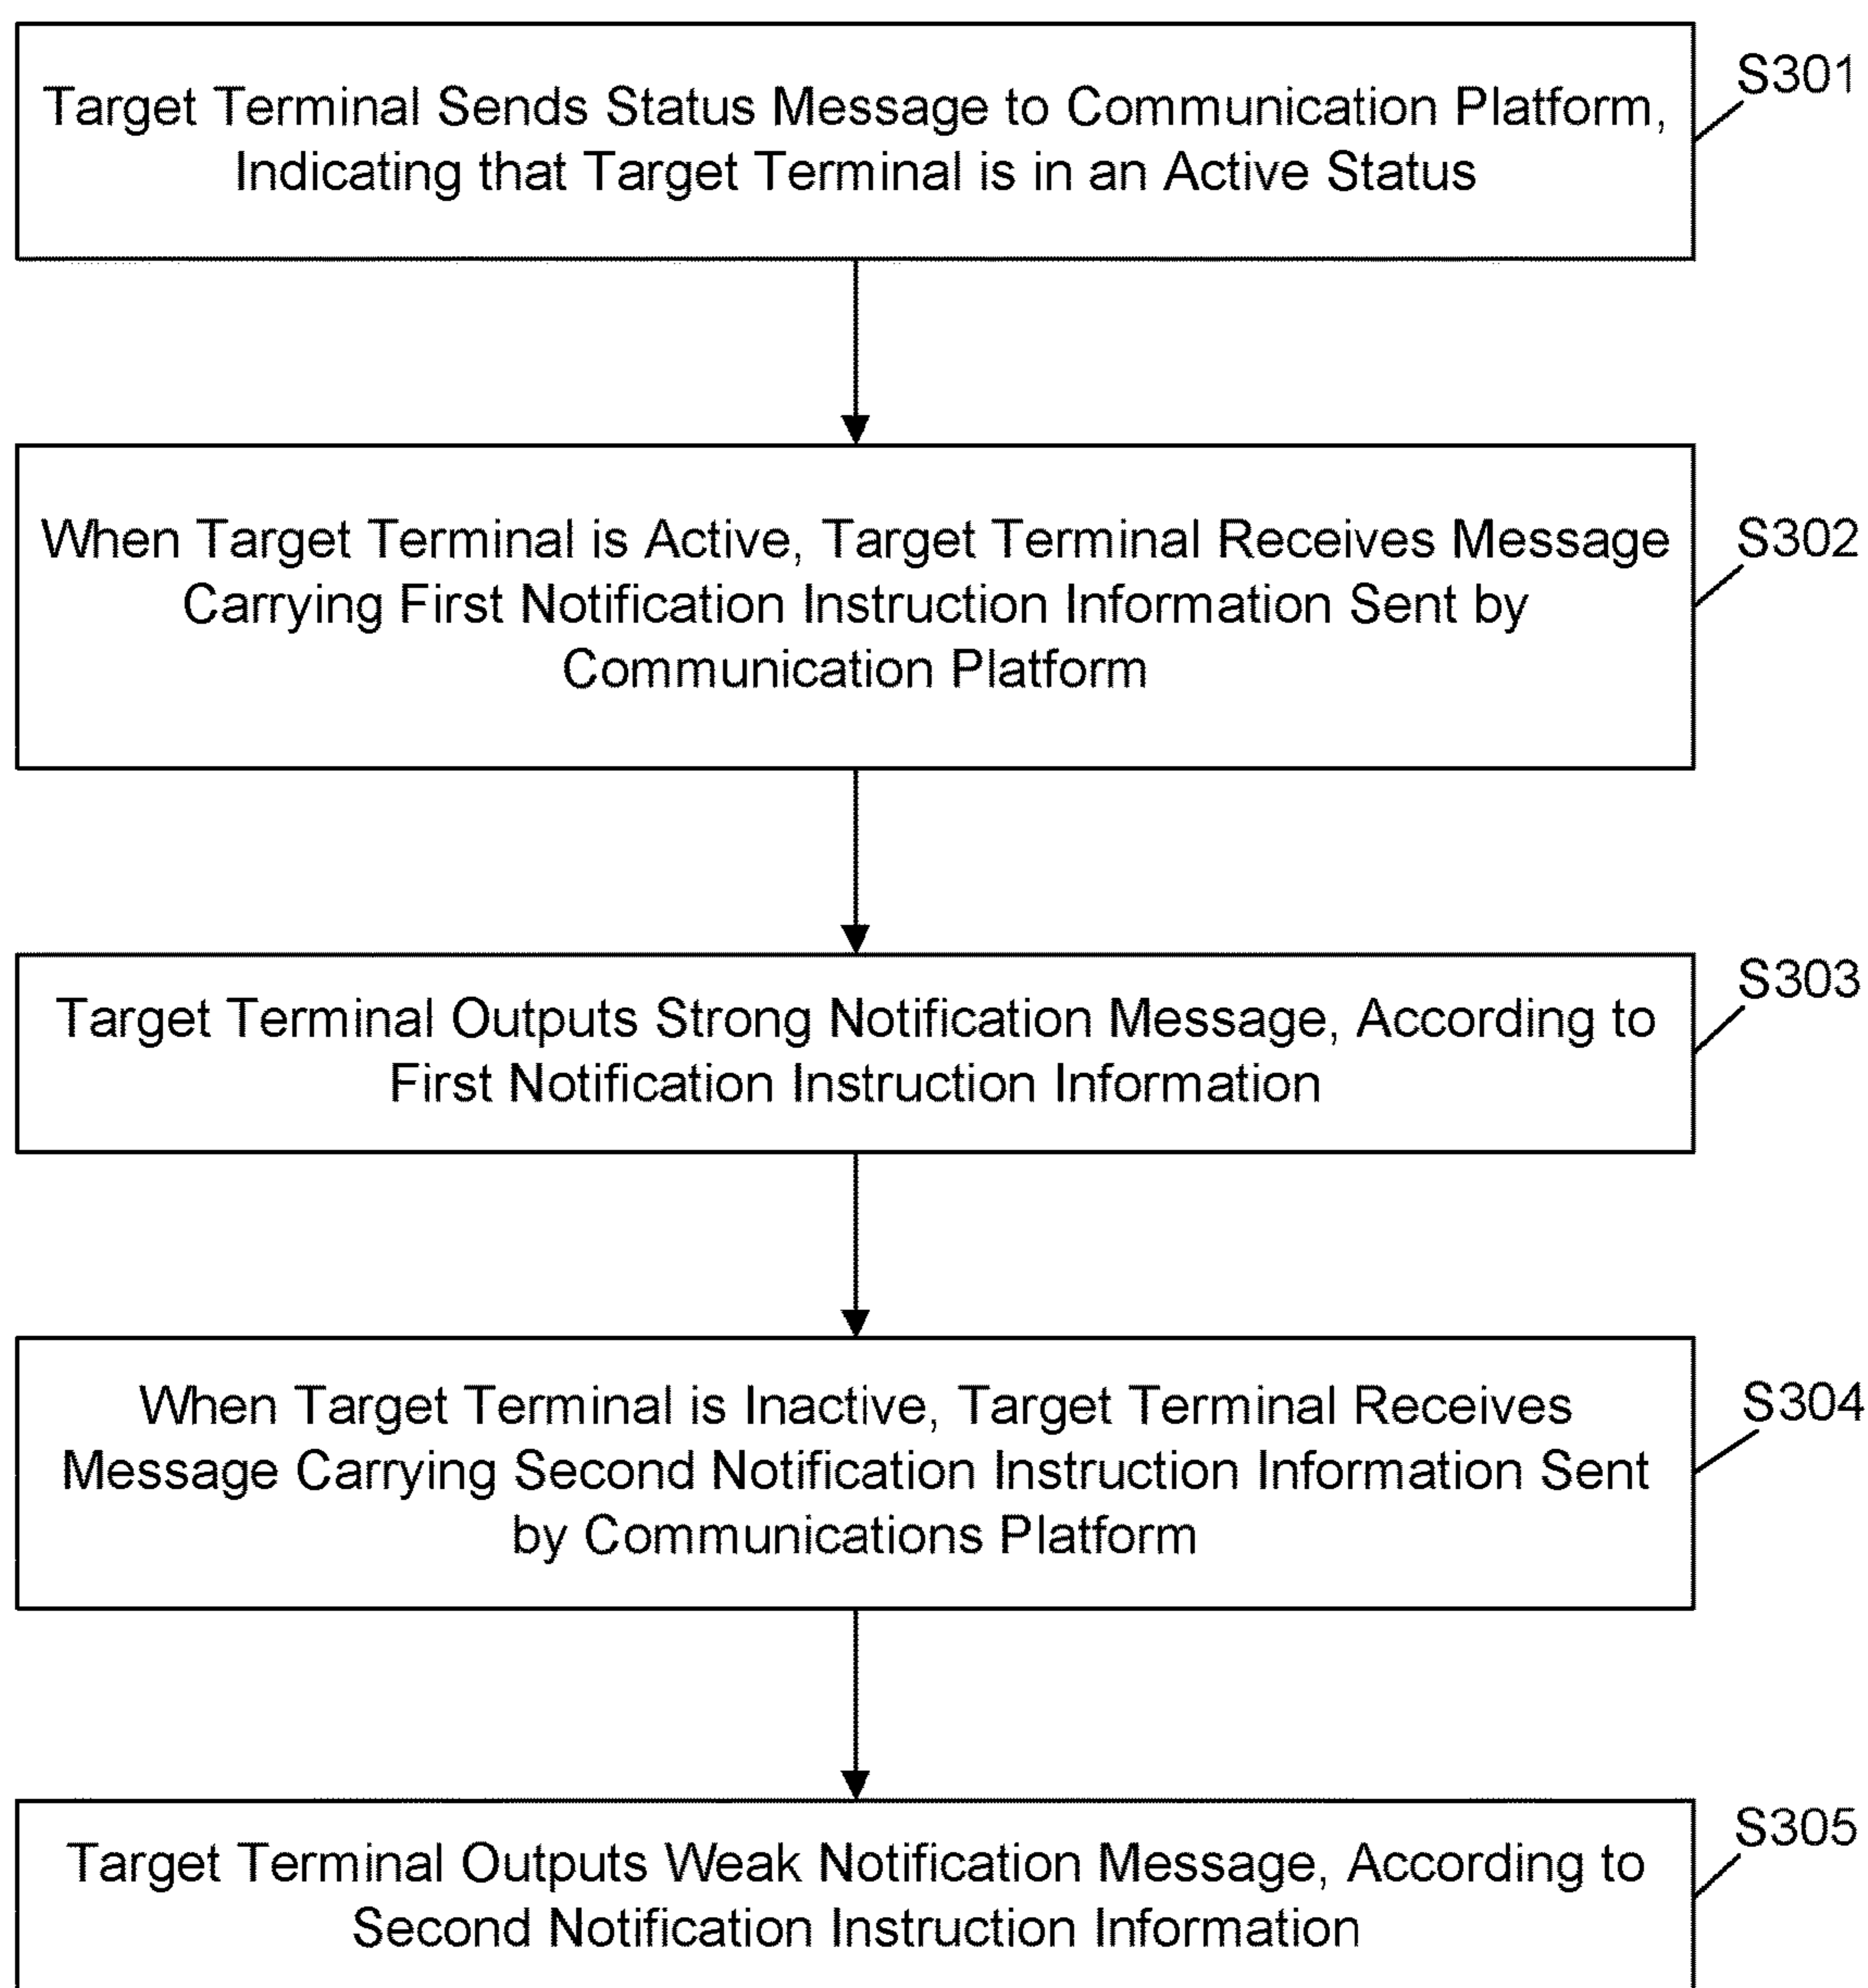 S301
Target Terminal Sends Status Message to Communication Platform,
Indicating that Target Terminal is in an Active Status
S302
When Target Terminal is Active, Target Terminal Receives Message
Carrying First Notification Instruction Information Sent by
Communication Platform
S303
Target Terminal Outputs Strong Notification Message, According to
First Notification Instruction Information
S304
When Target Terminal is Inactive, Target Terminal Receives
Message Carrying Second Notification Instruction Information Sent
by Communications Platform
S305
Target Terminal Outputs Weak Notification Message, According to
Second Notification Instruction Information